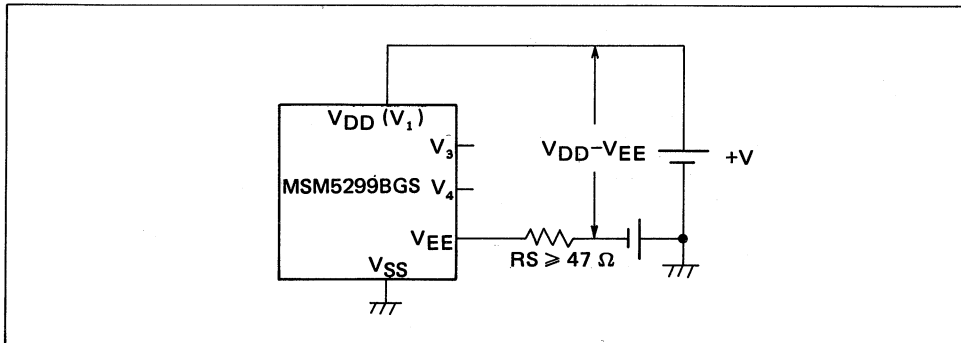 VDD (V1)
V3
VDD–VEE
+V
MSM5299BGS
V4
VEE
RS ≥ 47 Ω
VSS